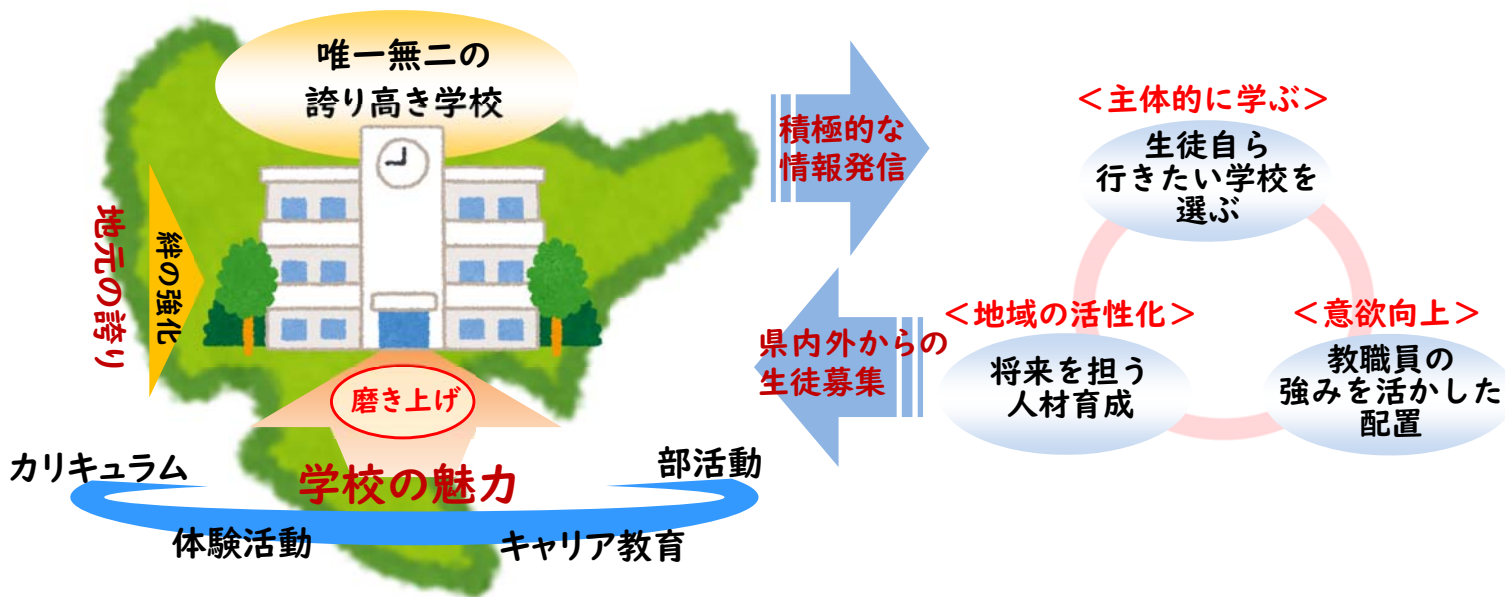 唯一無二の
誇り高き学校
地元の誇り
絆の強化
磨き上げ
学校の魅力
カリキュラム
体験活動
キャリア教育
部活動
積極的な
情報発信
県内外からの
生徒募集
＜主体的に学ぶ＞
生徒自ら
行きたい学校を
選ぶ
＜地域の活性化＞
将来を担う
人材育成
＜意欲向上＞
教職員の
強みを活かした
配置